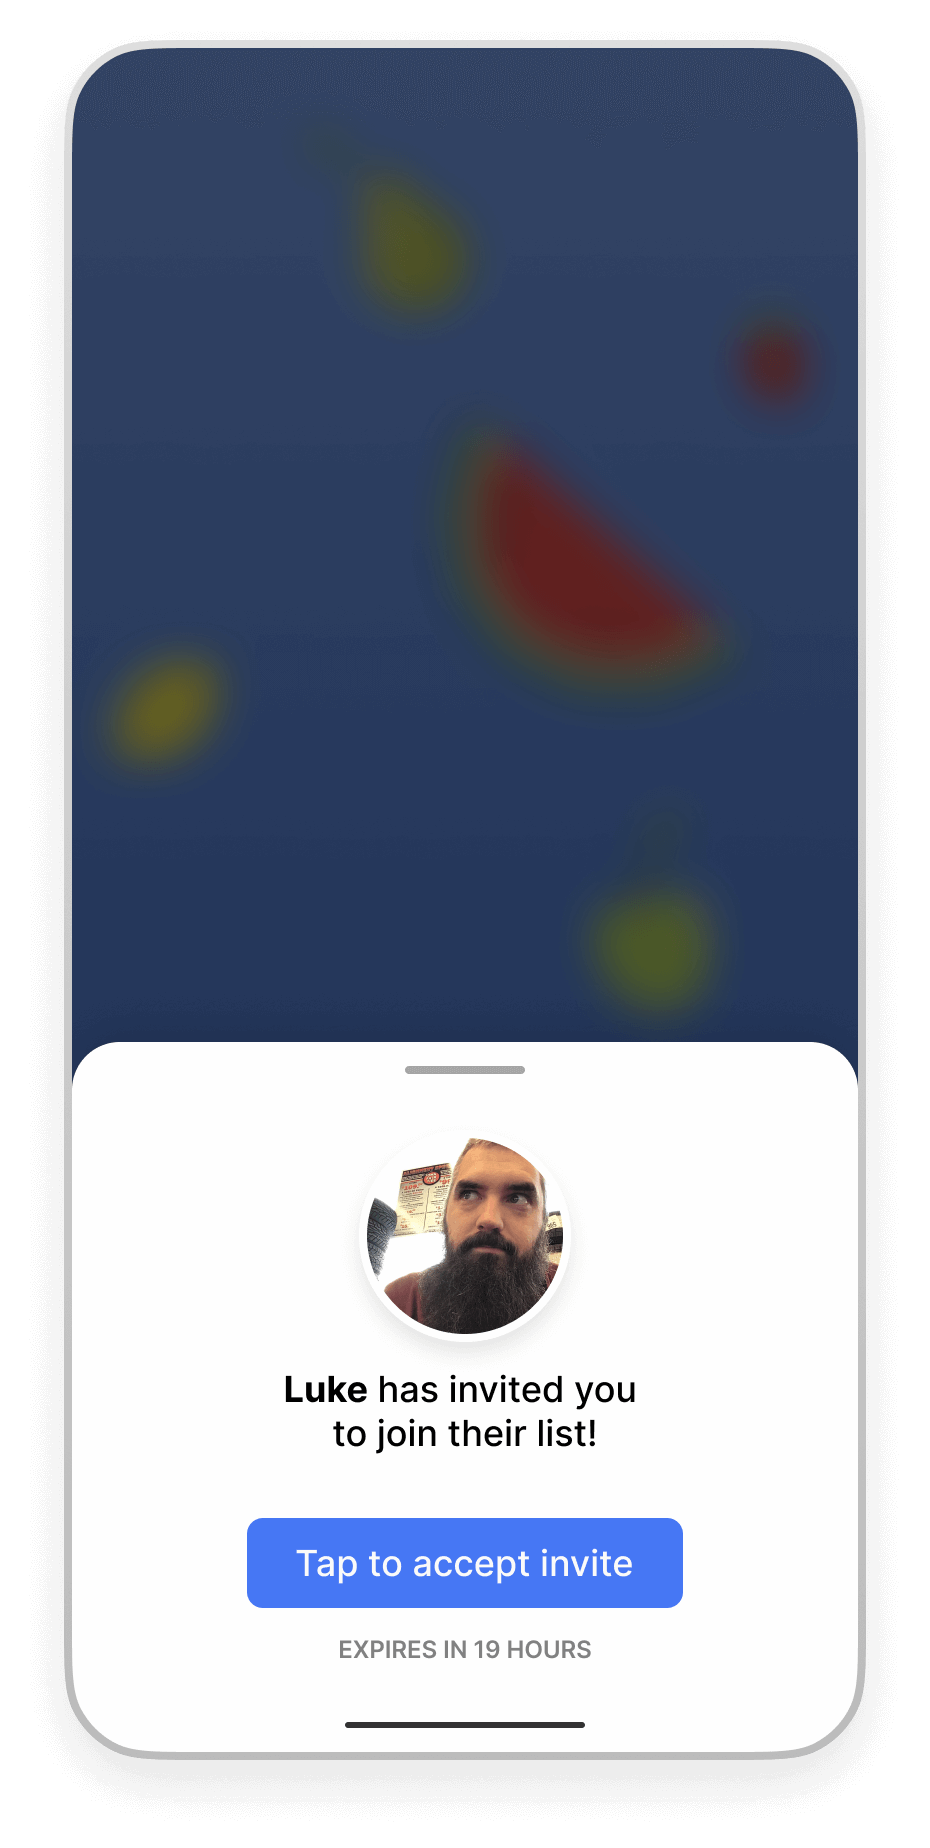 Luke has invited you
to join their list!
Tap to accept invite
EXPIRES IN 19 HOURS